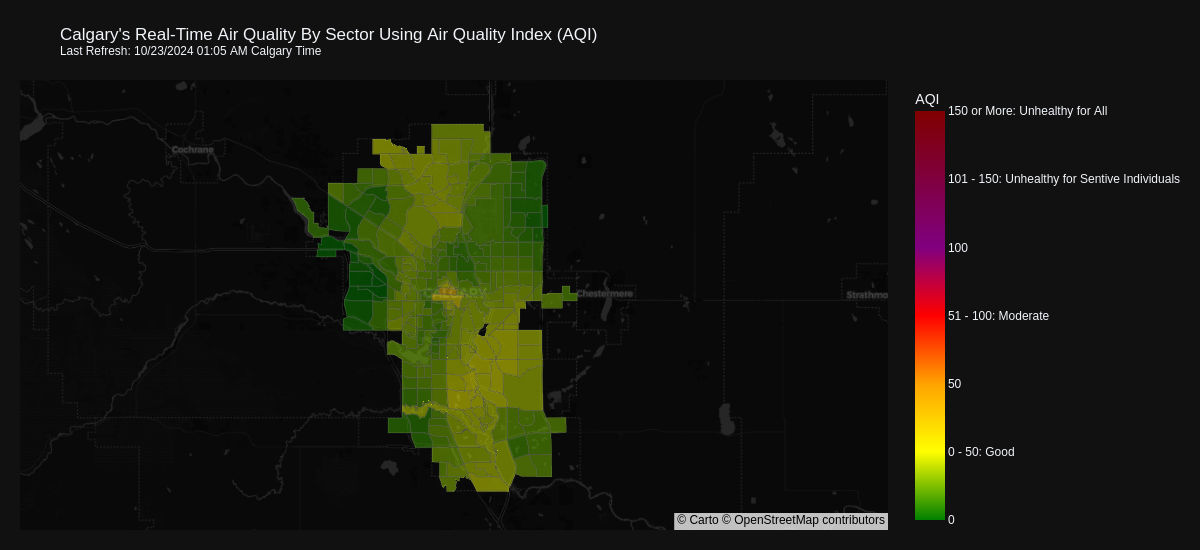 Calgary's Real-Time Air Quality By Sector Using Air Quality Index (AQI)
Last Refresh: 10/23/2024 01:05 AM Calgary Time
AQI
150 or More: Unhealthy for All
Cochrane
101 - 150: Unhealthy for Sentive Individuals
100
CALGARY
Chestermere
Strathmo
51 - 100: Moderate
50
0 - 50: Good
0
© Carto © OpenStreetMap contributors